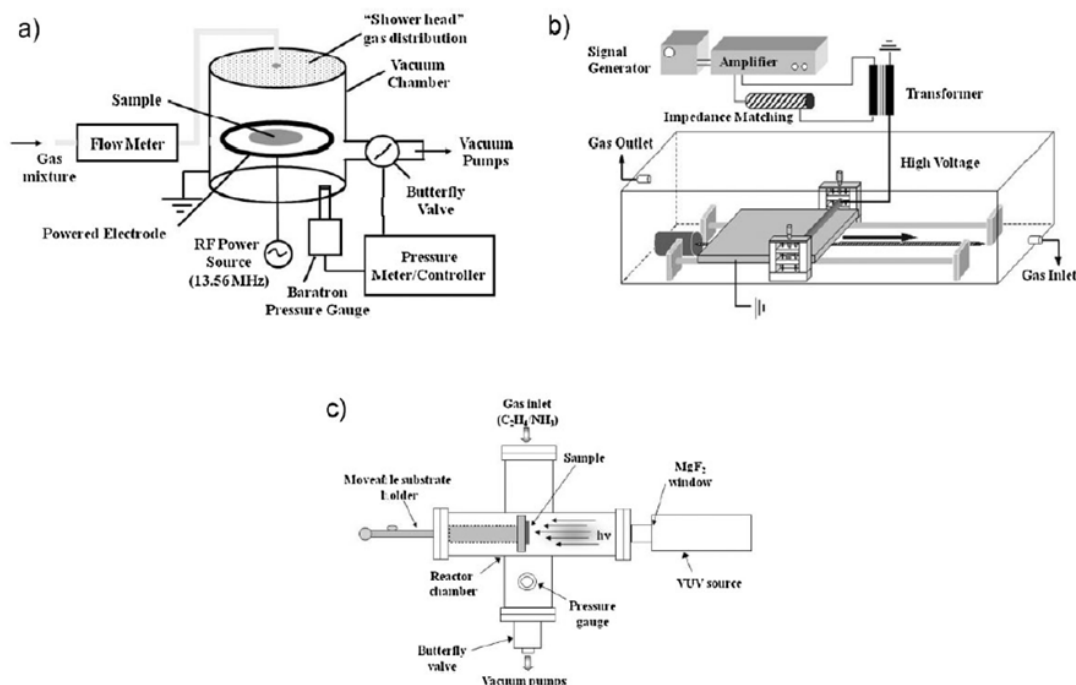 a)
"Shower head"
gas distribution
Vacuum
Chamber
Sample
Flow Meter
Gas
mixture
Vacuum
Pumps
Butterfly
Valve
Powered Electrode
RF Power
Source
(13.56 MHz)
Baratron
Pressure Gauge
Pressure
Meter/Controller
b)
Signal
Generator
Amplifier
Transformer
Impedance Matching
Gas Outlet
High Voltage
Gas Inlet
c)
Gas inlet
(C₂H₄/NH₃)
Sample
MgF₂
window
Moveable substrate
holder
hν
Reactor
chamber
VUV source
Pressure
gauge
Butterfly
valve
Vacuum pumps